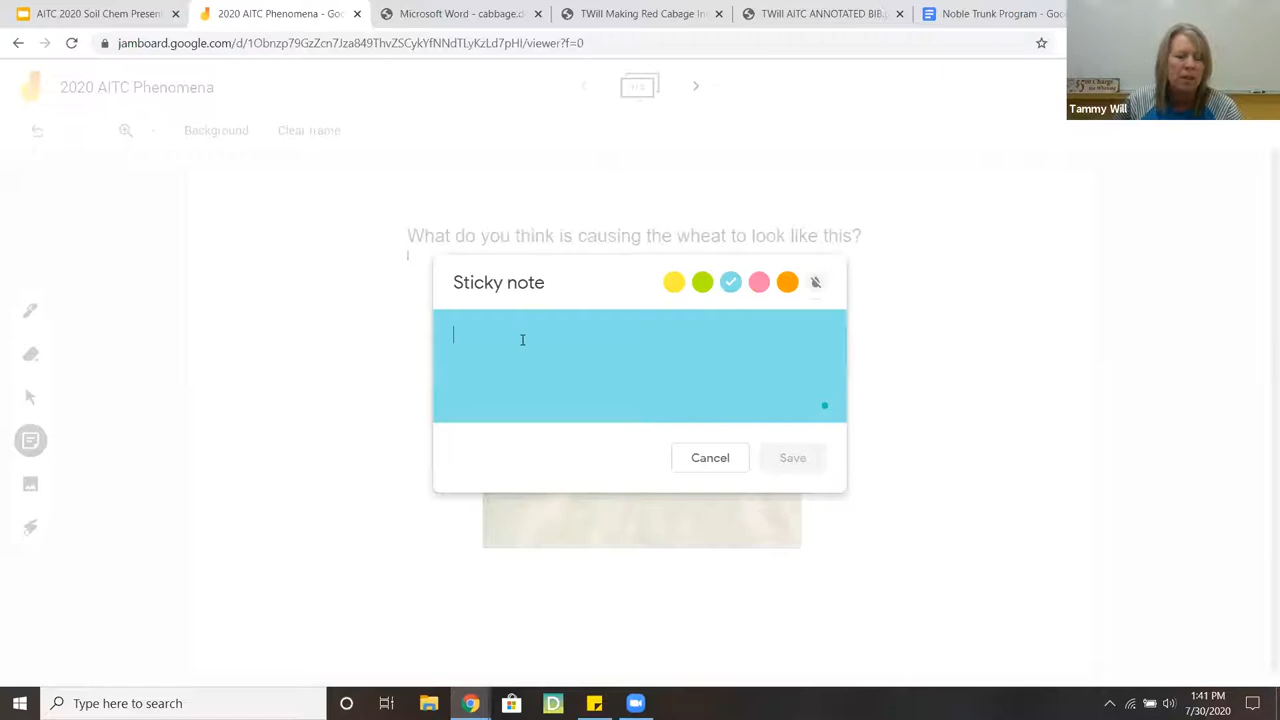 AITC 2020 Soil Chem Present
2020 AITC Phenomena - Goo
Microsoft Word - cabbage.d
TWill Making Red Cabbage In
TWill AITC ANNOTATED BIB
Noble Trunk Program - Goo
jamboard.google.com/d/1Obnzp79GzZcn7Jza849ThvZSCykYfNNdTLyKzLd7pHI/viewer?f=0
Tammy Will
2020 AITC Phenomena
Background
Clear frame
What do you think is causing the wheat to look like this?
Sticky note
Cancel
Save
Type here to search
1:41 PM
7/30/2020